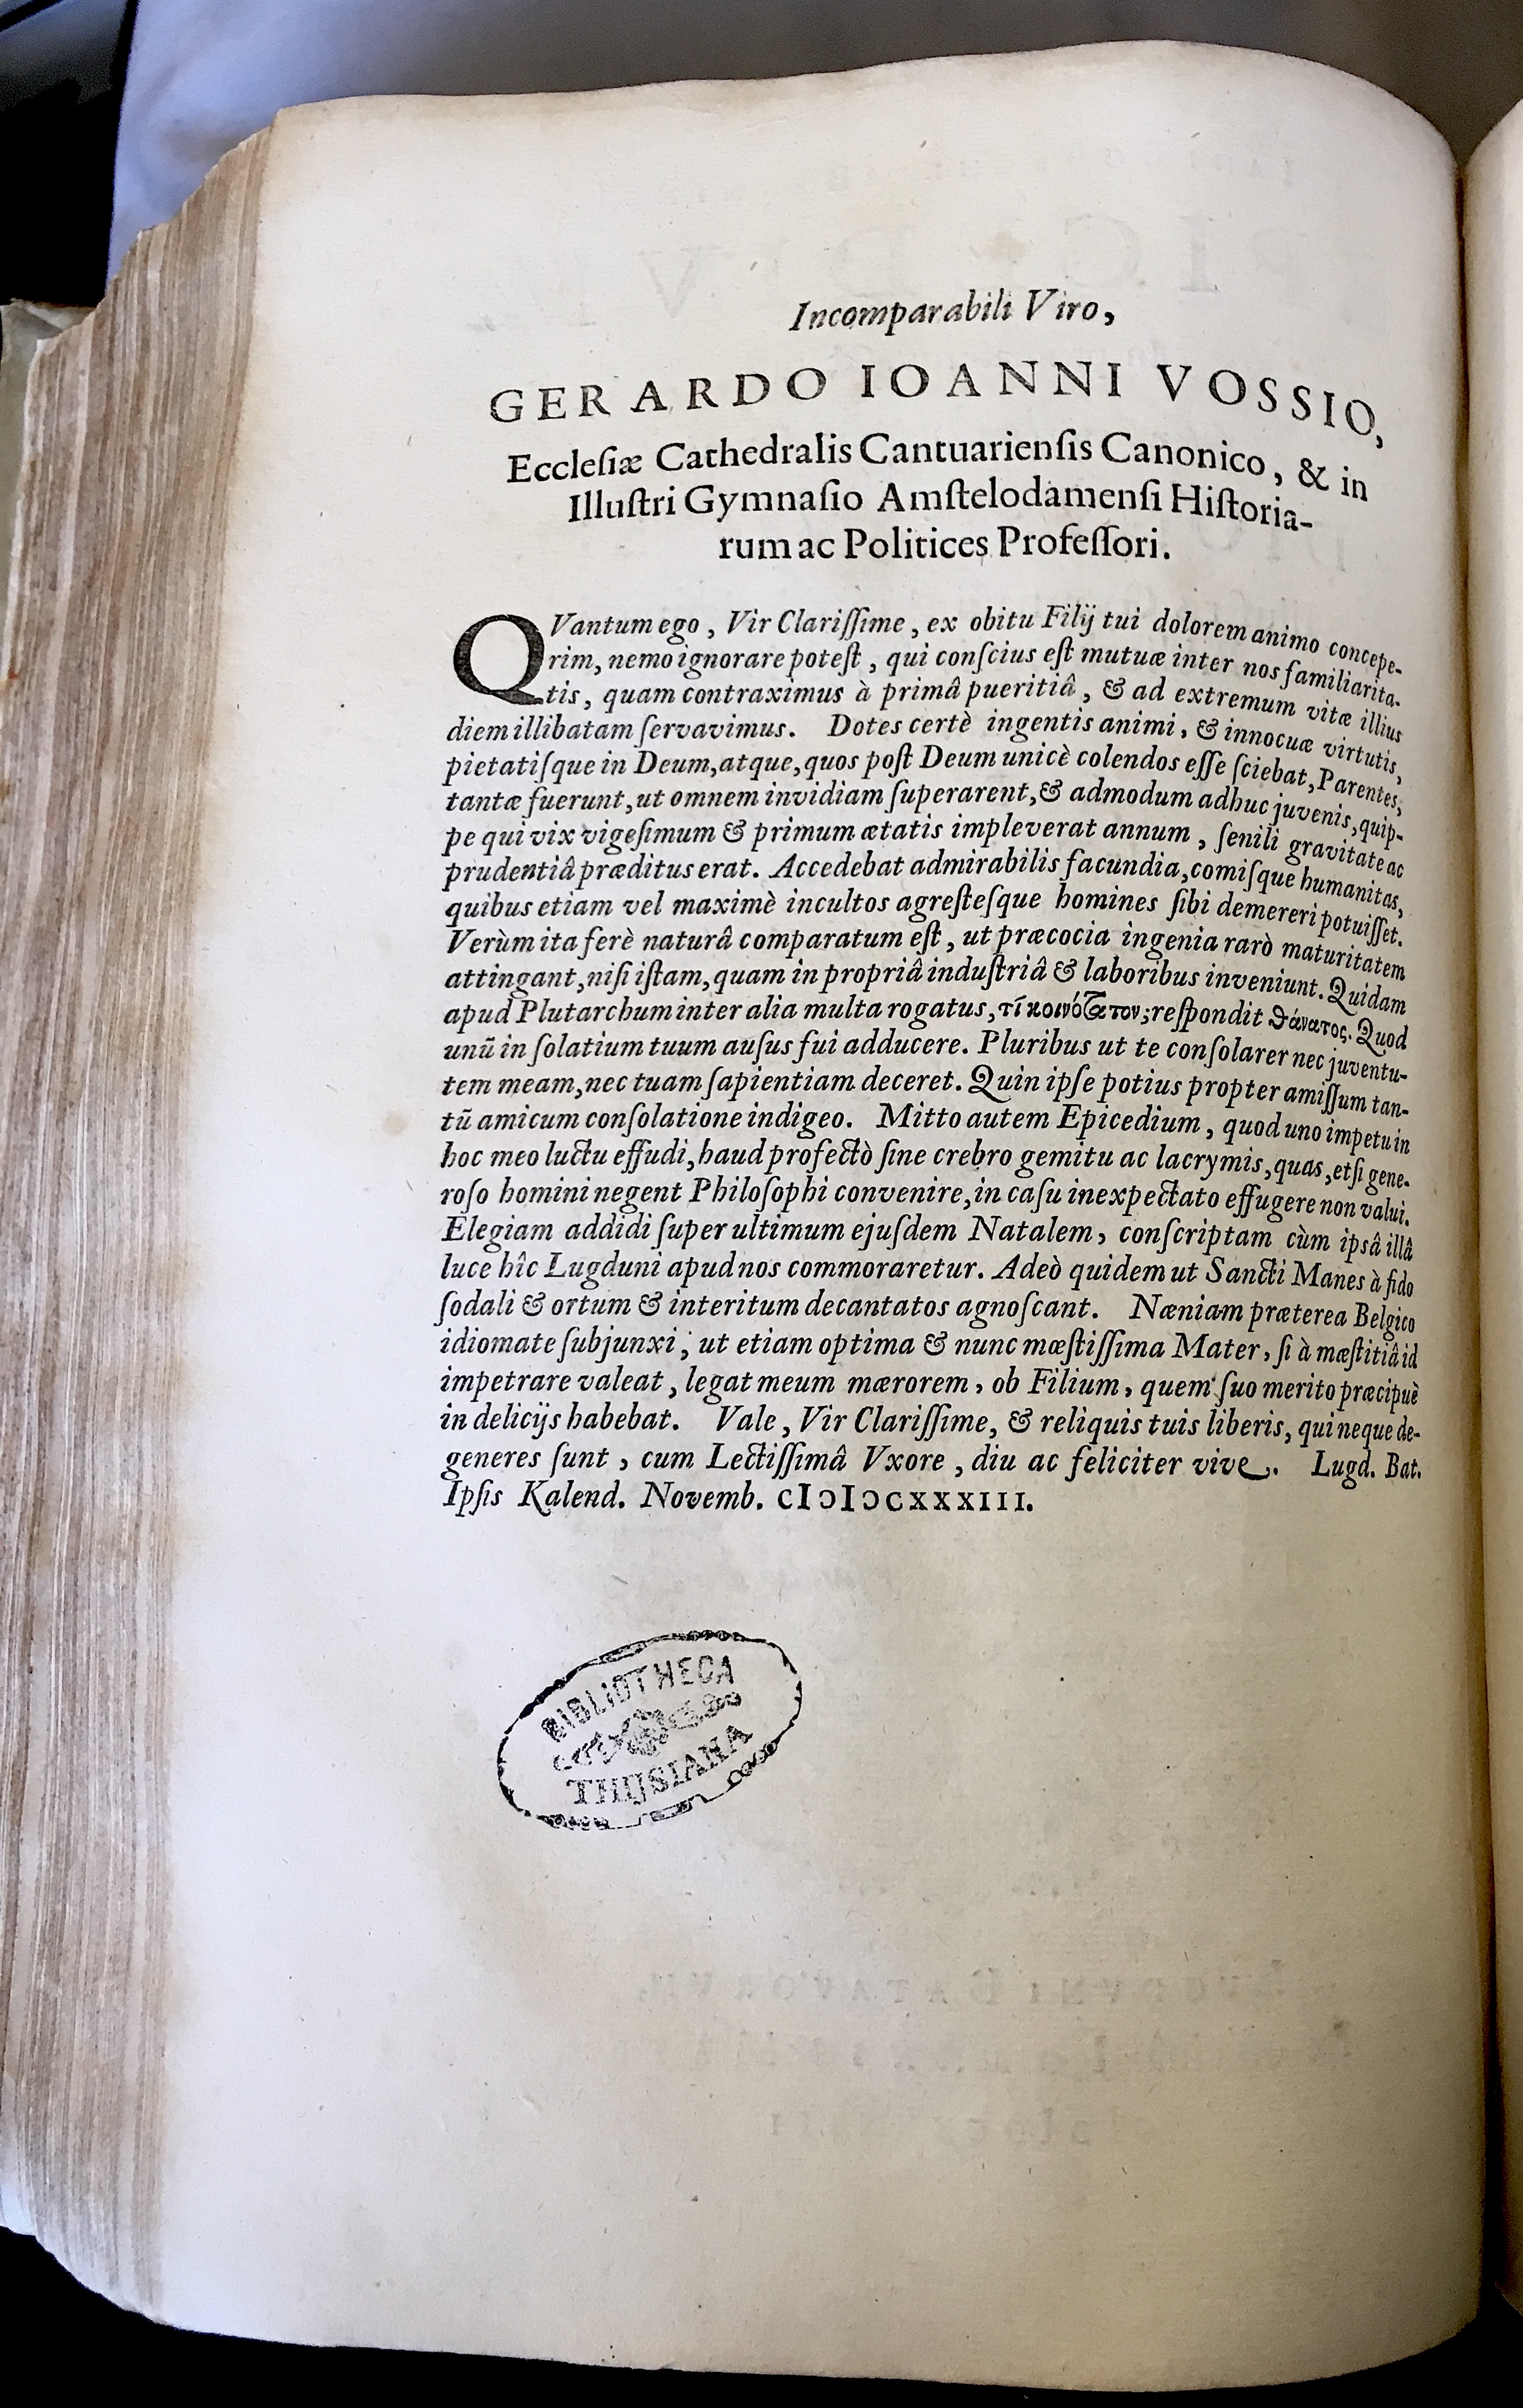 Incomparabili Viro,
GERARDO IOANNI VOSSIO,
Ecclesiæ Cathedralis Cantuariensis Canonico, & in
Illustri Gymnasio Amstelodamensi Historia-
rum ac Politices Professori.
QVantum ego, Vir Clarissime, ex obitu Filij tui dolorem animo concepe-
rim, nemo ignorare potest, qui conscius est mutuæ inter nos familiarita-
tis, quam contraximus à primâ pueritiâ, & ad extremum vitæ illius
diem illibatam servavimus. Dotes certè ingentis animi, & innocuæ virtutis,
pietatisque in Deum, atque, quos post Deum unicè colendos esse sciebat, Parentes,
tantæ fuerunt, ut omnem invidiam superarent, & admodum adhuc juvenis, quip-
pe qui vix vigesimum & primum ætatis impleverat annum, senili gravitate ac
prudentiâ præditus erat. Accedebat admirabilis facundia, comisque humanitas,
quibus etiam vel maximè incultos agrestesque homines sibi demereri potuisset.
Verùm ita ferè naturâ comparatum est, ut præcocia ingenia rarò maturitatem
attingant, nisi istam, quam in propriâ industriâ & laboribus inveniunt. Quidam
apud Plutarchum inter alia multa rogatus, τί κοινότατον; respondit θάνατος. Quod
unũ in solatium tuum ausus fui adducere. Pluribus ut te consolarer nec juventu-
tem meam, nec tuam sapientiam deceret. Quin ipse potius propter amissum tan-
tũ amicum consolatione indigeo. Mitto autem Epicedium, quod uno impetu in
hoc meo luctu effudi, haud profectò sine crebro gemitu ac lacrymis, quas, etsi gene-
roso homini negent Philosophi convenire, in casu inexpectato effugere non valui.
Elegiam addidi super ultimum ejusdem Natalem, conscriptam cùm ipsâ illâ
luce hîc Lugduni apud nos commoraretur. Adeò quidem ut Sancti Manes à fido
sodali & ortum & interitum decantatos agnoscant. Næniam præterea Belgico
idiomate subjunxi; ut etiam optima & nunc mœstissima Mater, si à mæstitiâ id
impetrare valeat, legat meum mærorem, ob Filium, quem suo merito præcipuè
in delicijs habebat. Vale, Vir Clarissime, & reliquis tuis liberis, qui neque de-
generes sunt, cum Lectissimâ Vxore, diu ac feliciter vive. Lugd. Bat.
Ipsis Kalend. Novemb. cIɔIɔcxxxIII.
BIBLIOTHECA
THYSIANA